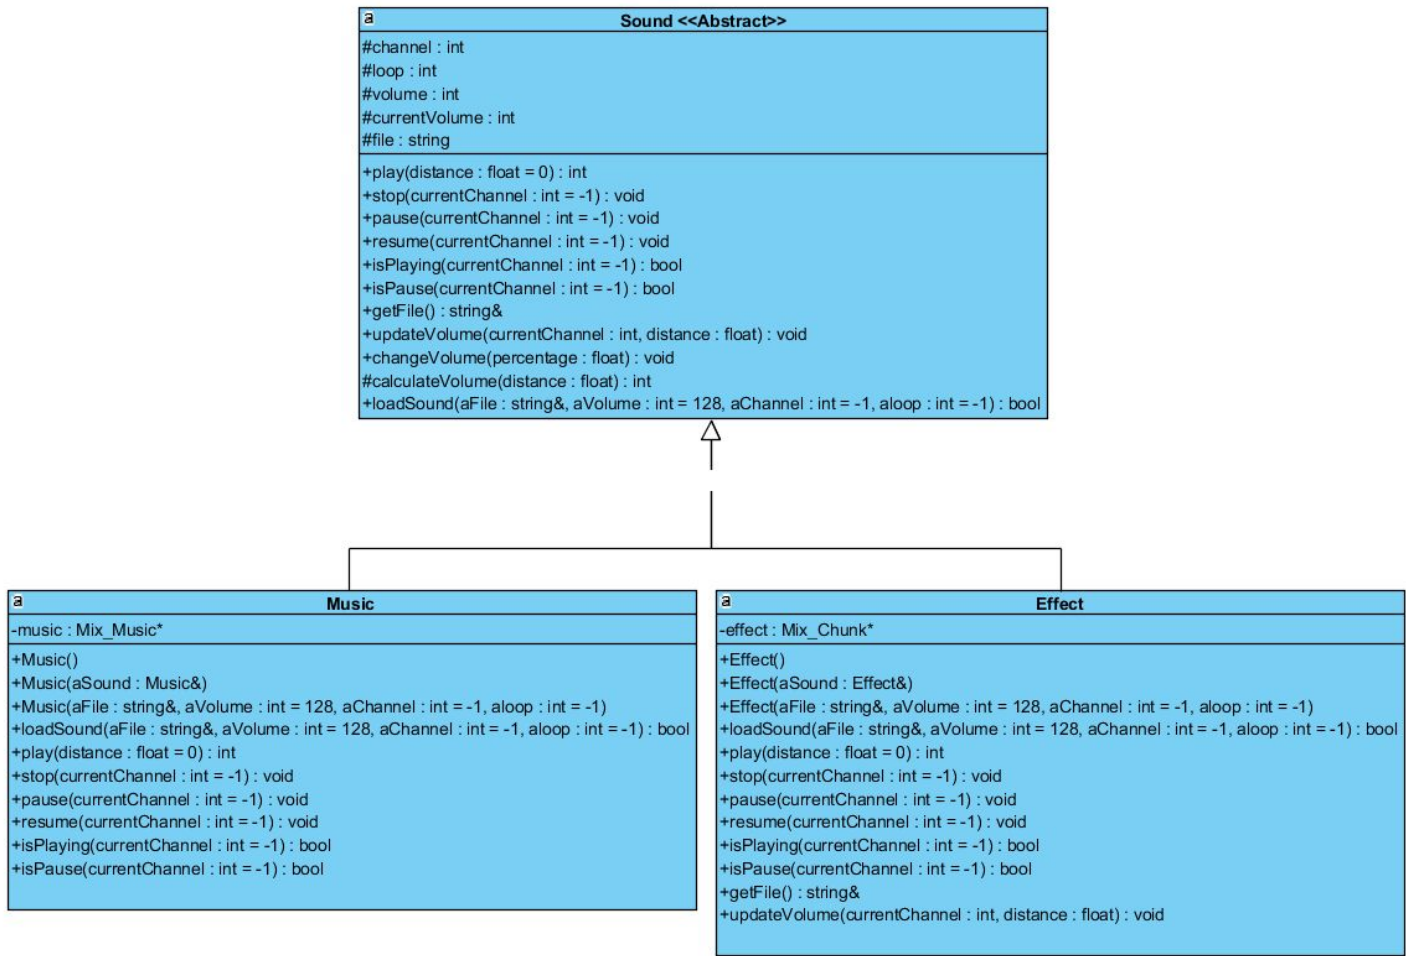 a
Sound <<Abstract>>
#channel : int
#loop : int
#volume : int
#currentVolume : int
#file : string
+play(distance : float = 0) : int
+stop(currentChannel : int = -1) : void
+pause(currentChannel : int = -1) : void
+resume(currentChannel : int = -1) : void
+isPlaying(currentChannel : int = -1) : bool
+isPause(currentChannel : int = -1) : bool
+getFile() : string&
+updateVolume(currentChannel : int, distance : float) : void
+changeVolume(percentage : float) : void
#calculateVolume(distance : float) : int
+loadSound(aFile : string&, aVolume : int = 128, aChannel : int = -1, aloop : int = -1) : bool
a
Music
-music : Mix_Music*
+Music()
+Music(aSound : Music&)
+Music(aFile : string&, aVolume : int = 128, aChannel : int = -1, aloop : int = -1)
+loadSound(aFile : string&, aVolume : int = 128, aChannel : int = -1, aloop : int = -1) : bool
+play(distance : float = 0) : int
+stop(currentChannel : int = -1) : void
+pause(currentChannel : int = -1) : void
+resume(currentChannel : int = -1) : void
+isPlaying(currentChannel : int = -1) : bool
+isPause(currentChannel : int = -1) : bool
a
Effect
-effect : Mix_Chunk*
+Effect()
+Effect(aSound : Effect&)
+Effect(aFile : string&, aVolume : int = 128, aChannel : int = -1, aloop : int = -1)
+loadSound(aFile : string&, aVolume : int = 128, aChannel : int = -1, aloop : int = -1) : bool
+play(distance : float = 0) : int
+stop(currentChannel : int = -1) : void
+pause(currentChannel : int = -1) : void
+resume(currentChannel : int = -1) : void
+isPlaying(currentChannel : int = -1) : bool
+isPause(currentChannel : int = -1) : bool
+getFile() : string&
+updateVolume(currentChannel : int, distance : float) : void